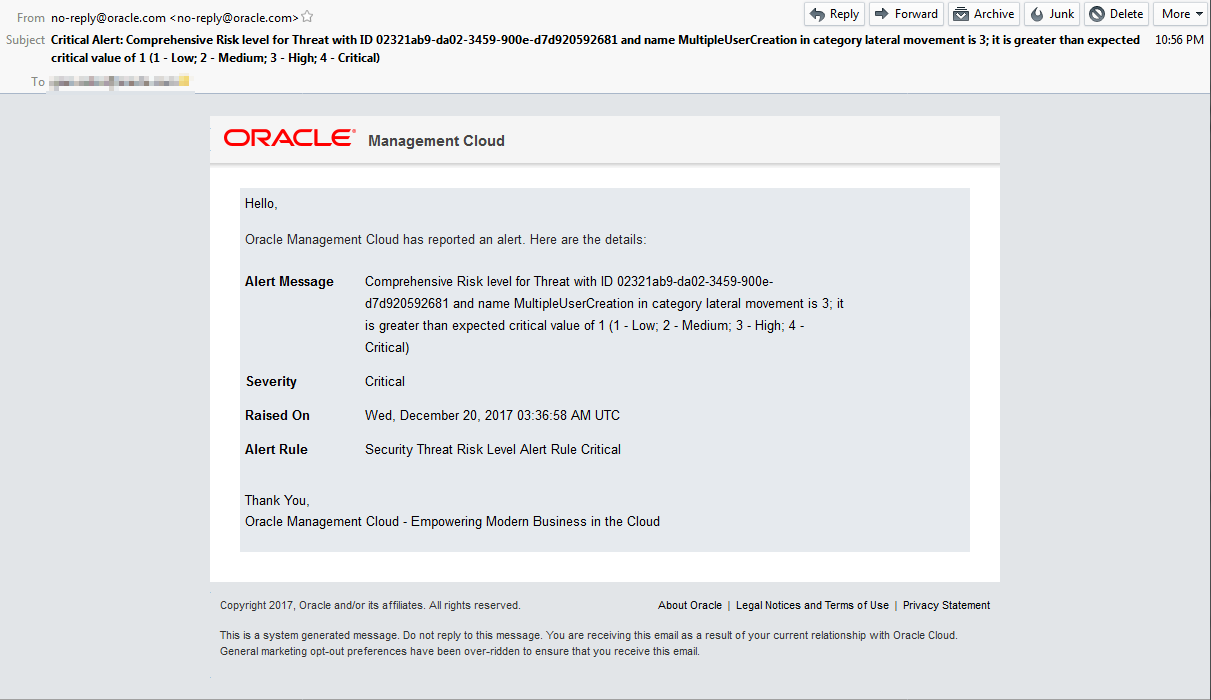 From no-reply@oracle.com <no-reply@oracle.com>
Reply Forward Archive Junk Delete More
Subject Critical Alert: Comprehensive Risk level for Threat with ID 02321ab9-da02-3459-900e-d7d920592681 and name MultipleUserCreation in category lateral movement is 3; it is greater than expected 10:56 PM
critical value of 1 (1 - Low; 2 - Medium; 3 - High; 4 - Critical)
To
ORACLE® Management Cloud
Hello,
Oracle Management Cloud has reported an alert. Here are the details:
Alert Message Comprehensive Risk level for Threat with ID 02321ab9-da02-3459-900e-
d7d920592681 and name MultipleUserCreation in category lateral movement is 3; it
is greater than expected critical value of 1 (1 - Low; 2 - Medium; 3 - High; 4 -
Critical)
Severity Critical
Raised On Wed, December 20, 2017 03:36:58 AM UTC
Alert Rule Security Threat Risk Level Alert Rule Critical
Thank You,
Oracle Management Cloud - Empowering Modern Business in the Cloud
Copyright 2017, Oracle and/or its affiliates. All rights reserved. About Oracle | Legal Notices and Terms of Use | Privacy Statement
This is a system generated message. Do not reply to this message. You are receiving this email as a result of your current relationship with Oracle Cloud.
General marketing opt-out preferences have been over-ridden to ensure that you receive this email.